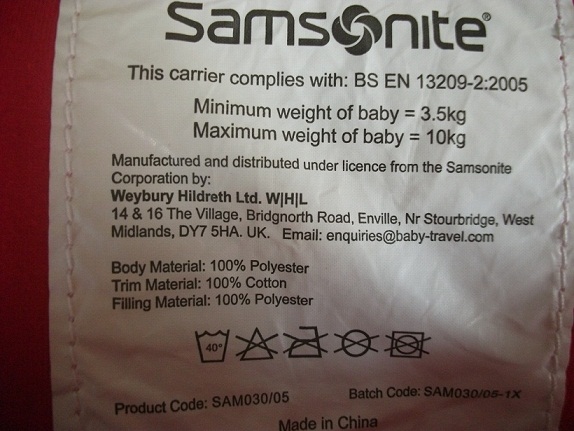 Samsonite®
This carrier complies with: BS EN 13209-2:2005
Minimum weight of baby = 3.5kg
Maximum weight of baby = 10kg
Manufactured and distributed under licence from the Samsonite
Corporation by:
Weybury Hildreth Ltd. W|H|L
14 & 16 The Village, Bridgnorth Road, Enville, Nr Stourbridge, West
Midlands, DY7 5HA. UK. Email: enquiries@baby-travel.com
Body Material: 100% Polyester
Trim Material: 100% Cotton
Filling Material: 100% Polyester
40°
Product Code: SAM030/05 Batch Code: SAM030/05-1X
Made in China